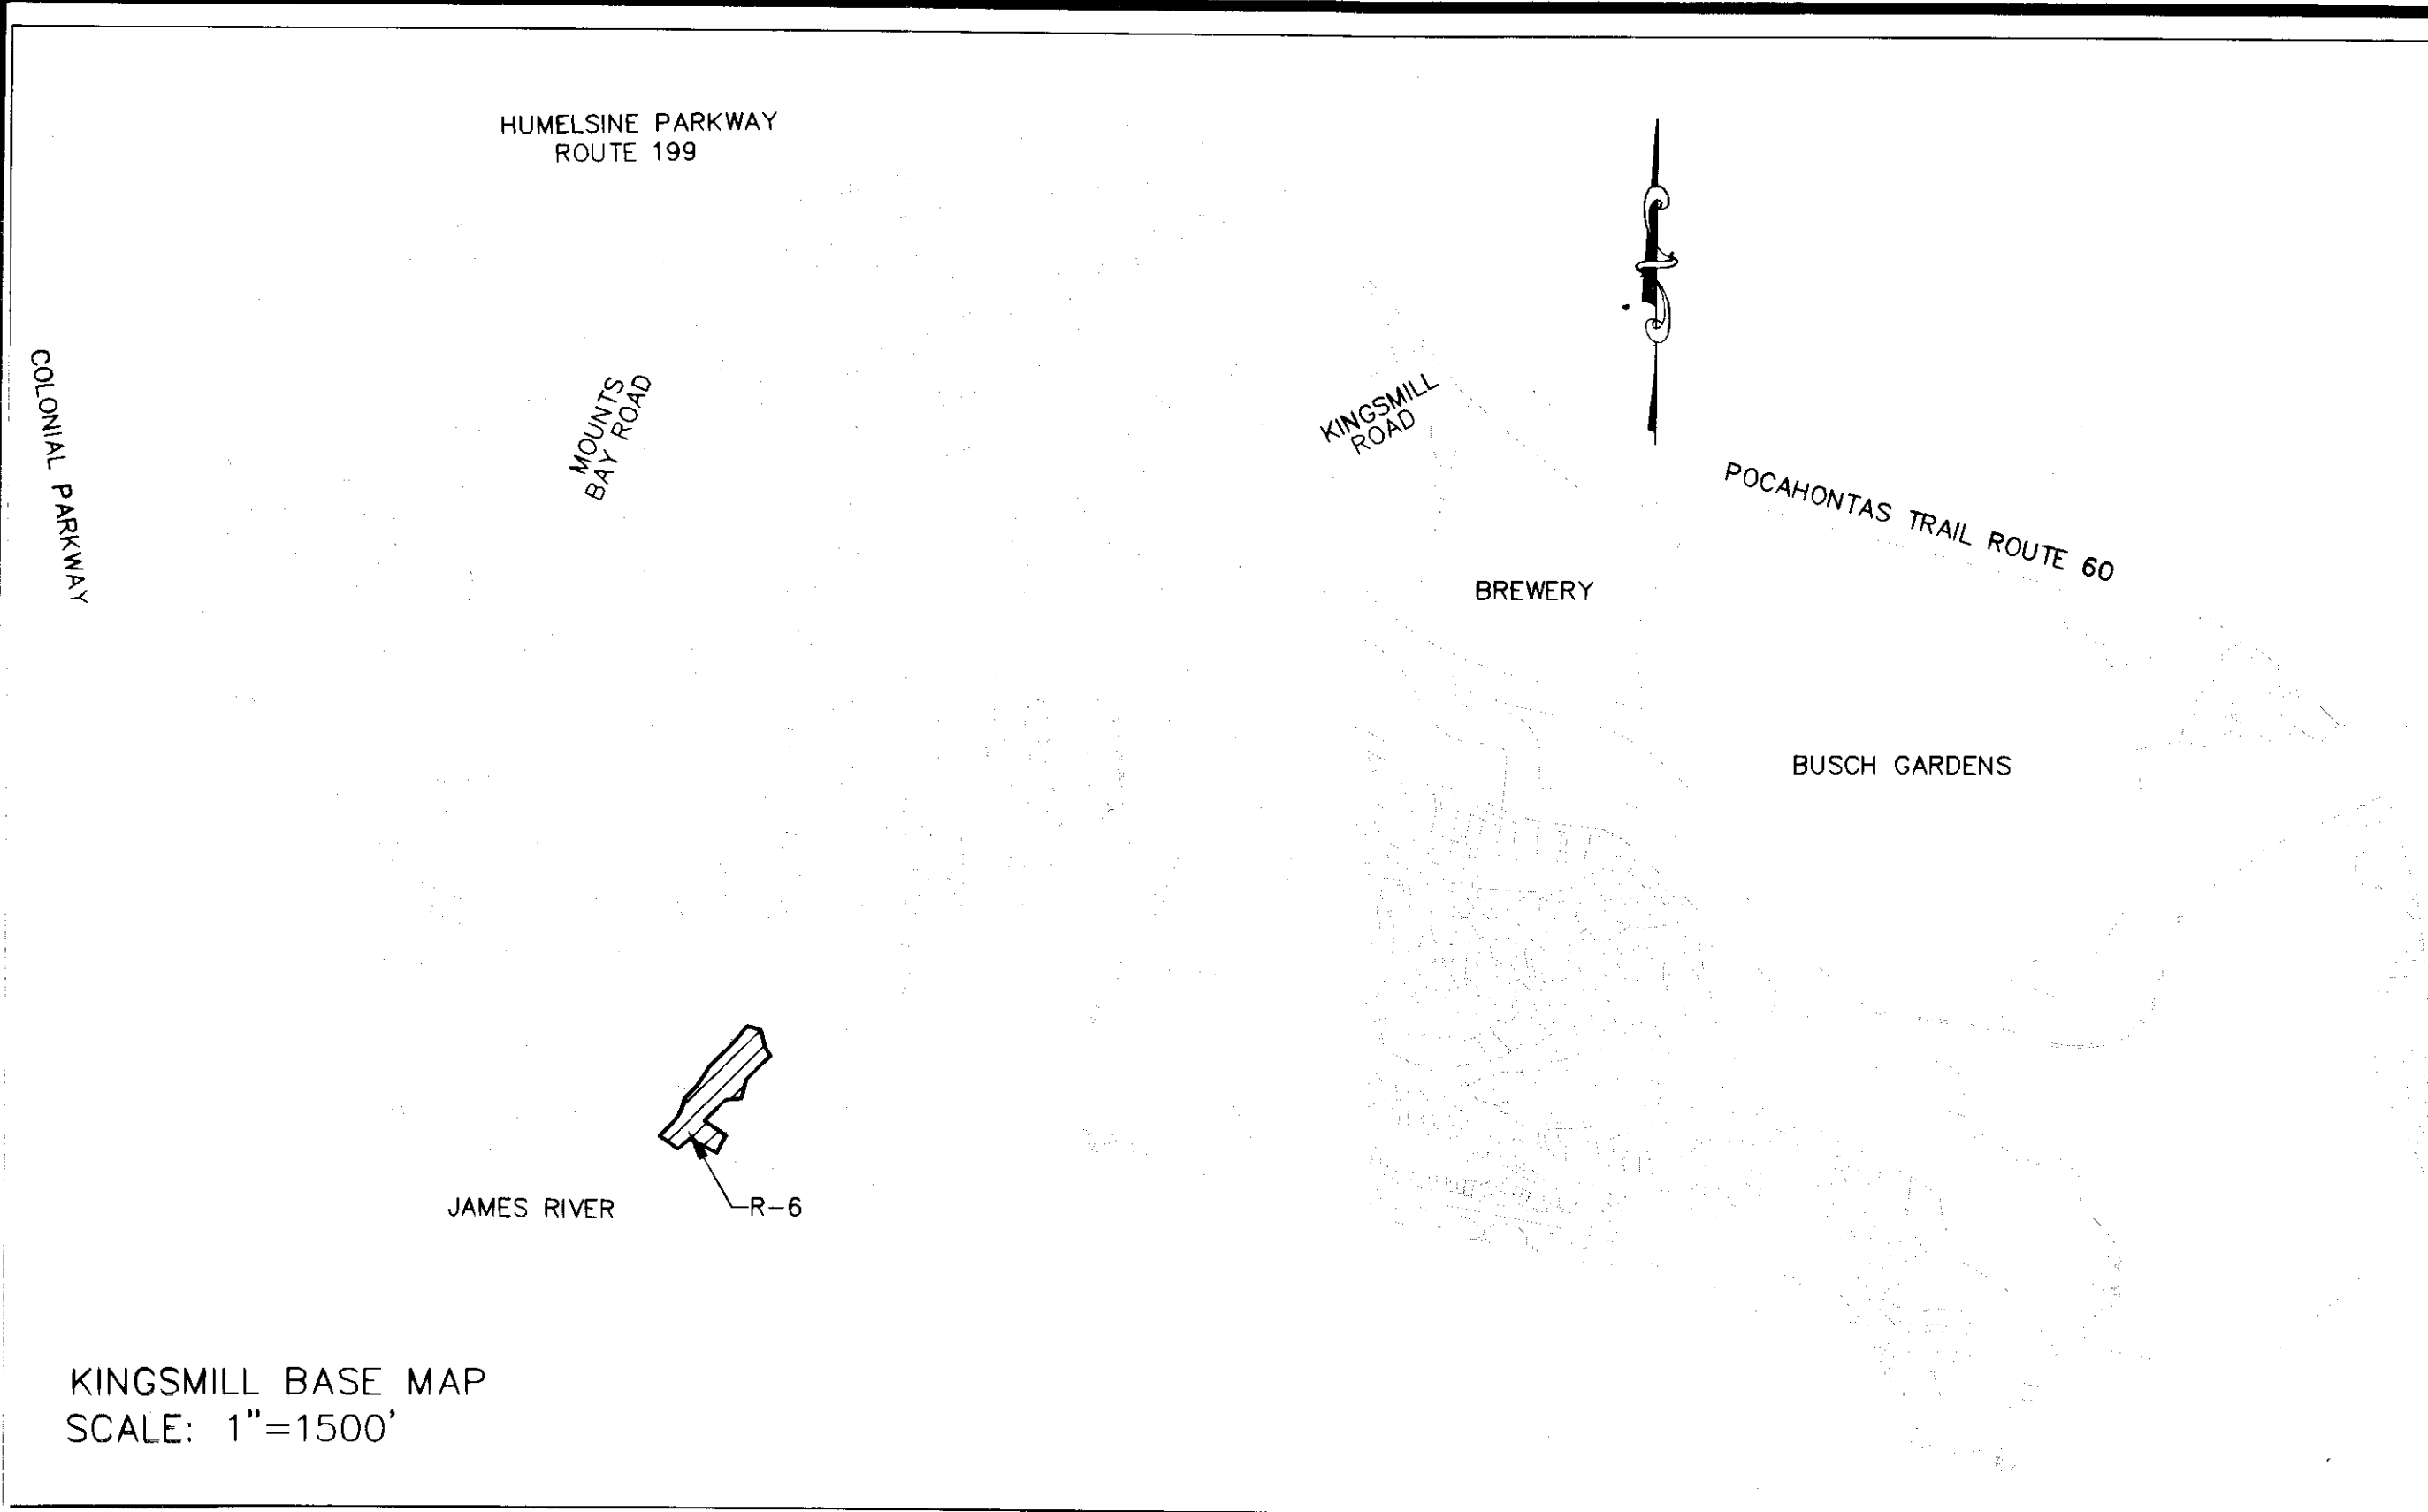 HUMELSINE PARKWAY
ROUTE 199
COLONIAL PARKWAY
MOUNTS
BAY ROAD
KINGSMILL
ROAD
POCAHONTAS TRAIL ROUTE 60
BREWERY
BUSCH GARDENS
JAMES RIVER
R-6
KINGSMILL BASE MAP
SCALE: 1"=1500'